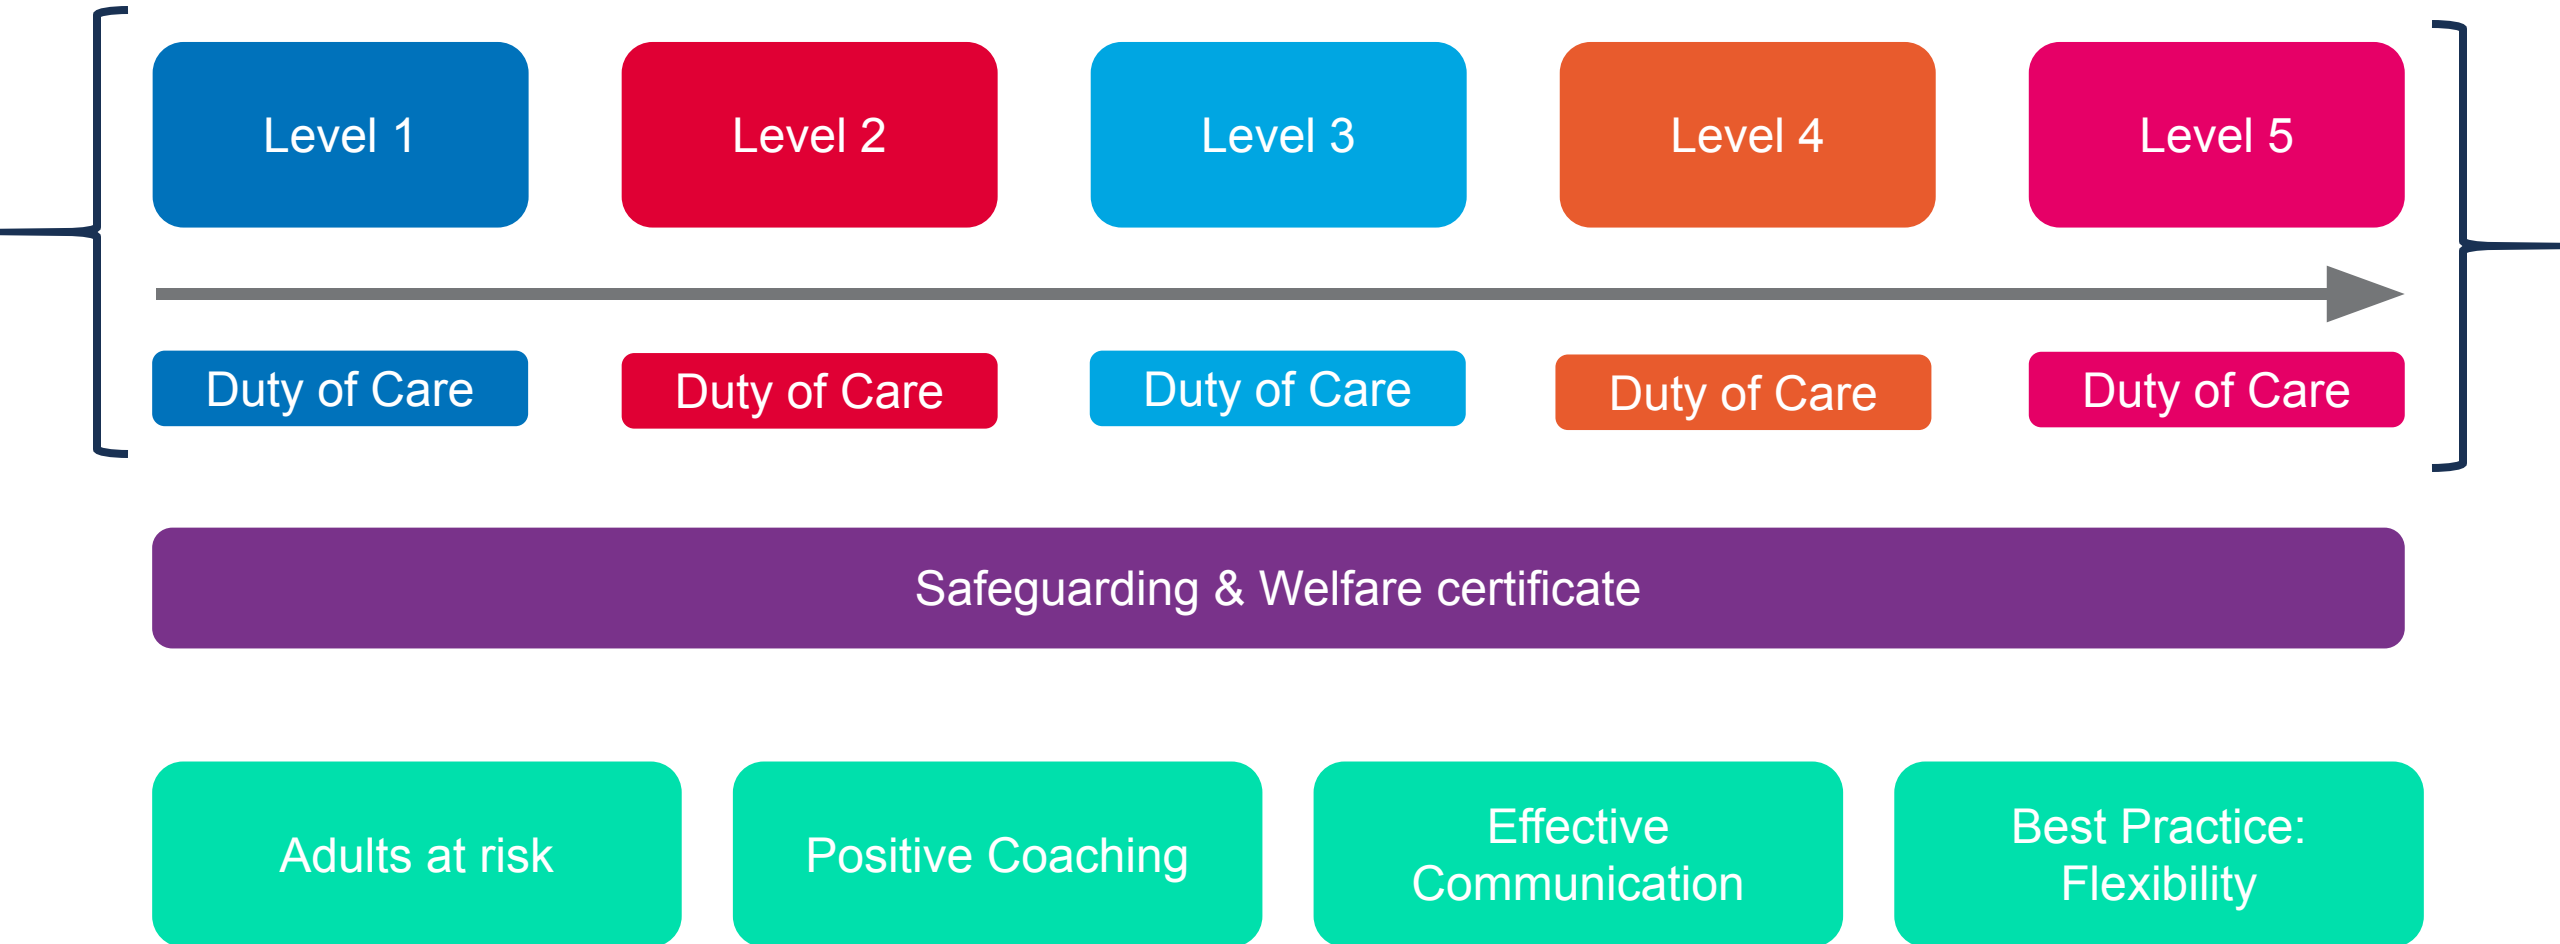 Level 1
Level 2
Level 3
Level 4
Level 5
Duty of Care
Duty of Care
Duty of Care
Duty of Care
Duty of Care
Safeguarding & Welfare certificate
Adults at risk
Positive Coaching
Effective
Communication
Best Practice:
Flexibility